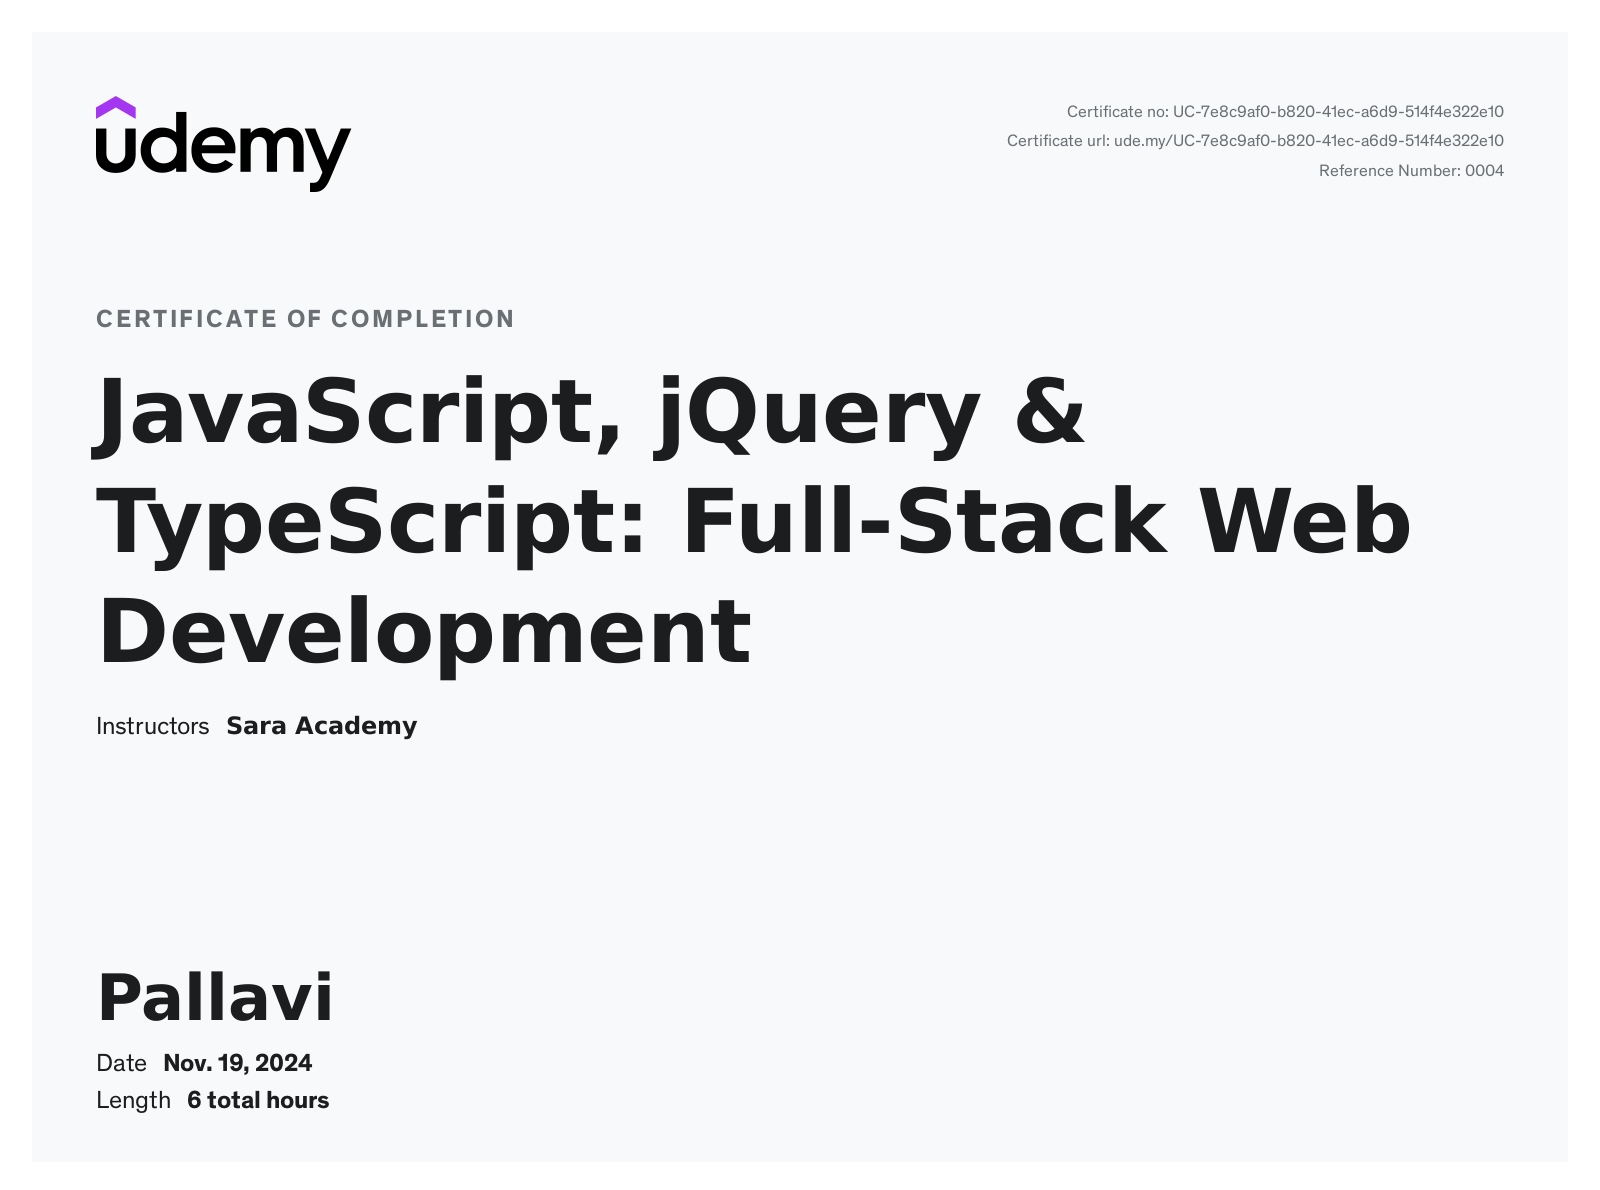 udemy
Certificate no: UC-7e8c9af0-b820-41ec-a6d9-514f4e322e10
Certificate url: ude.my/UC-7e8c9af0-b820-41ec-a6d9-514f4e322e10
Reference Number: 0004
CERTIFICATE OF COMPLETION
JavaScript, jQuery &
TypeScript: Full-Stack Web
Development
Instructors Sara Academy
Pallavi
Date Nov. 19, 2024
Length 6 total hours